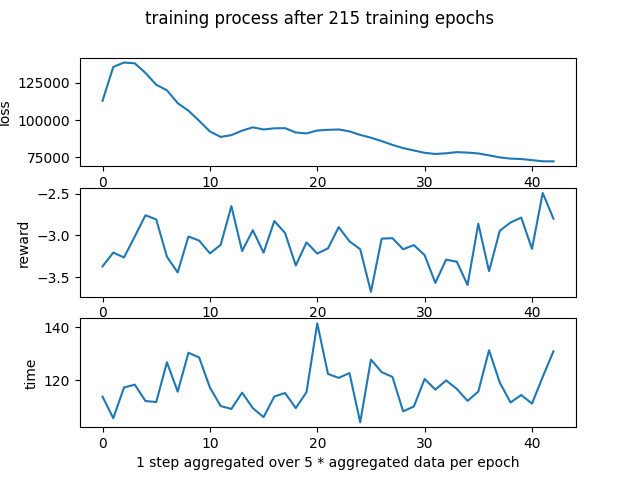 training process after 215 training epochs
125000
100000
75000
loss
0 10 20 30 40
−2.5
−3.0
−3.5
reward
0 10 20 30 40
140
120
time
0 10 20 30 40
1 step aggregated over 5 * aggregated data per epoch